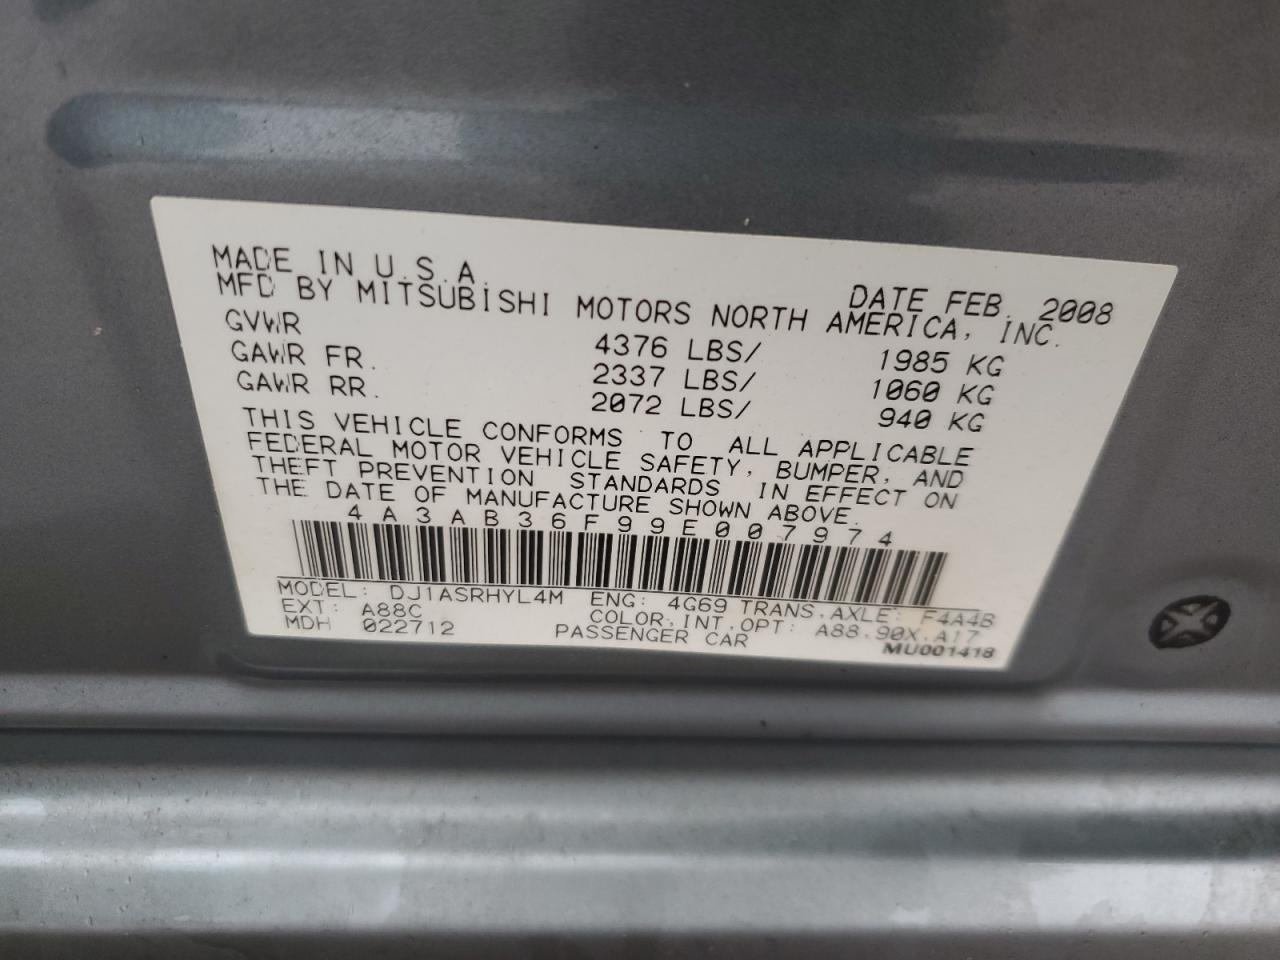 MADE IN U.S.A. DATE FEB. 2008
MFD BY MITSUBISHI MOTORS NORTH AMERICA, INC.
GVWR 4376 LBS/ 1985 KG
GAWR FR. 2337 LBS/ 1060 KG
GAWR RR. 2072 LBS/ 940 KG
THIS VEHICLE CONFORMS TO ALL APPLICABLE
FEDERAL MOTOR VEHICLE SAFETY, BUMPER, AND
THEFT PREVENTION STANDARDS IN EFFECT ON
THE DATE OF MANUFACTURE SHOWN ABOVE.
4A3AB36F99E007974
MODEL: DJ1ASRHYL4M ENG: 4G69 TRANS.AXLE: F4A4B
EXT: A88C COLOR.INT.OPT: A88.90X.A17
MDH 022712 PASSENGER CAR
MU001418